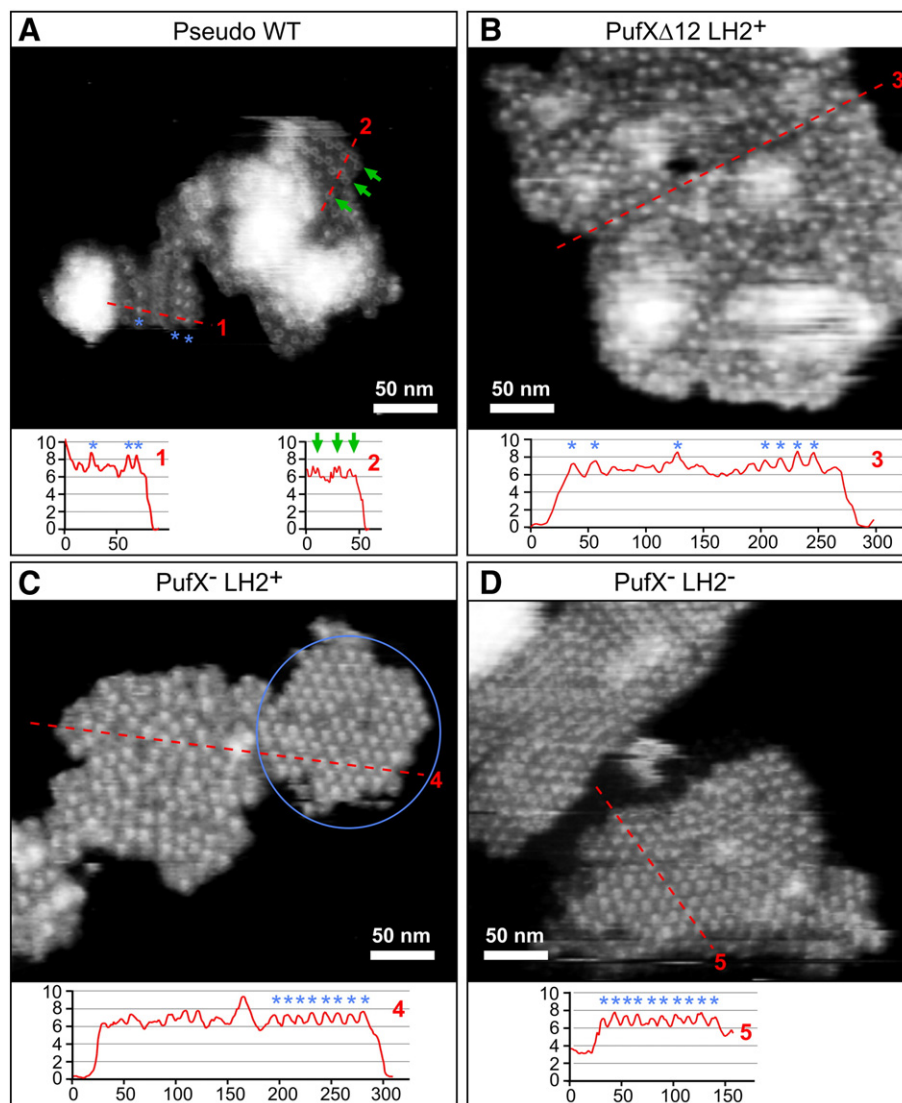 A Pseudo WT
2
1
* * *
50 nm
10 8 6 4 2 0
* * *
1
0 50
10 8 6 4 2 0
2
0 50
B PufXΔ12 LH2⁺
3
50 nm
10 8 6 4 2 0
* * * * * * *
3
0 50 100 150 200 250 300
C PufX⁻ LH2⁺
4
50 nm
10 8 6 4 2 0
* * * * * * * *
4
0 50 100 150 200 250 300
D PufX⁻ LH2⁻
5
50 nm
10 8 6 4 2 0
* * * * * * * * * *
5
0 50 100 150